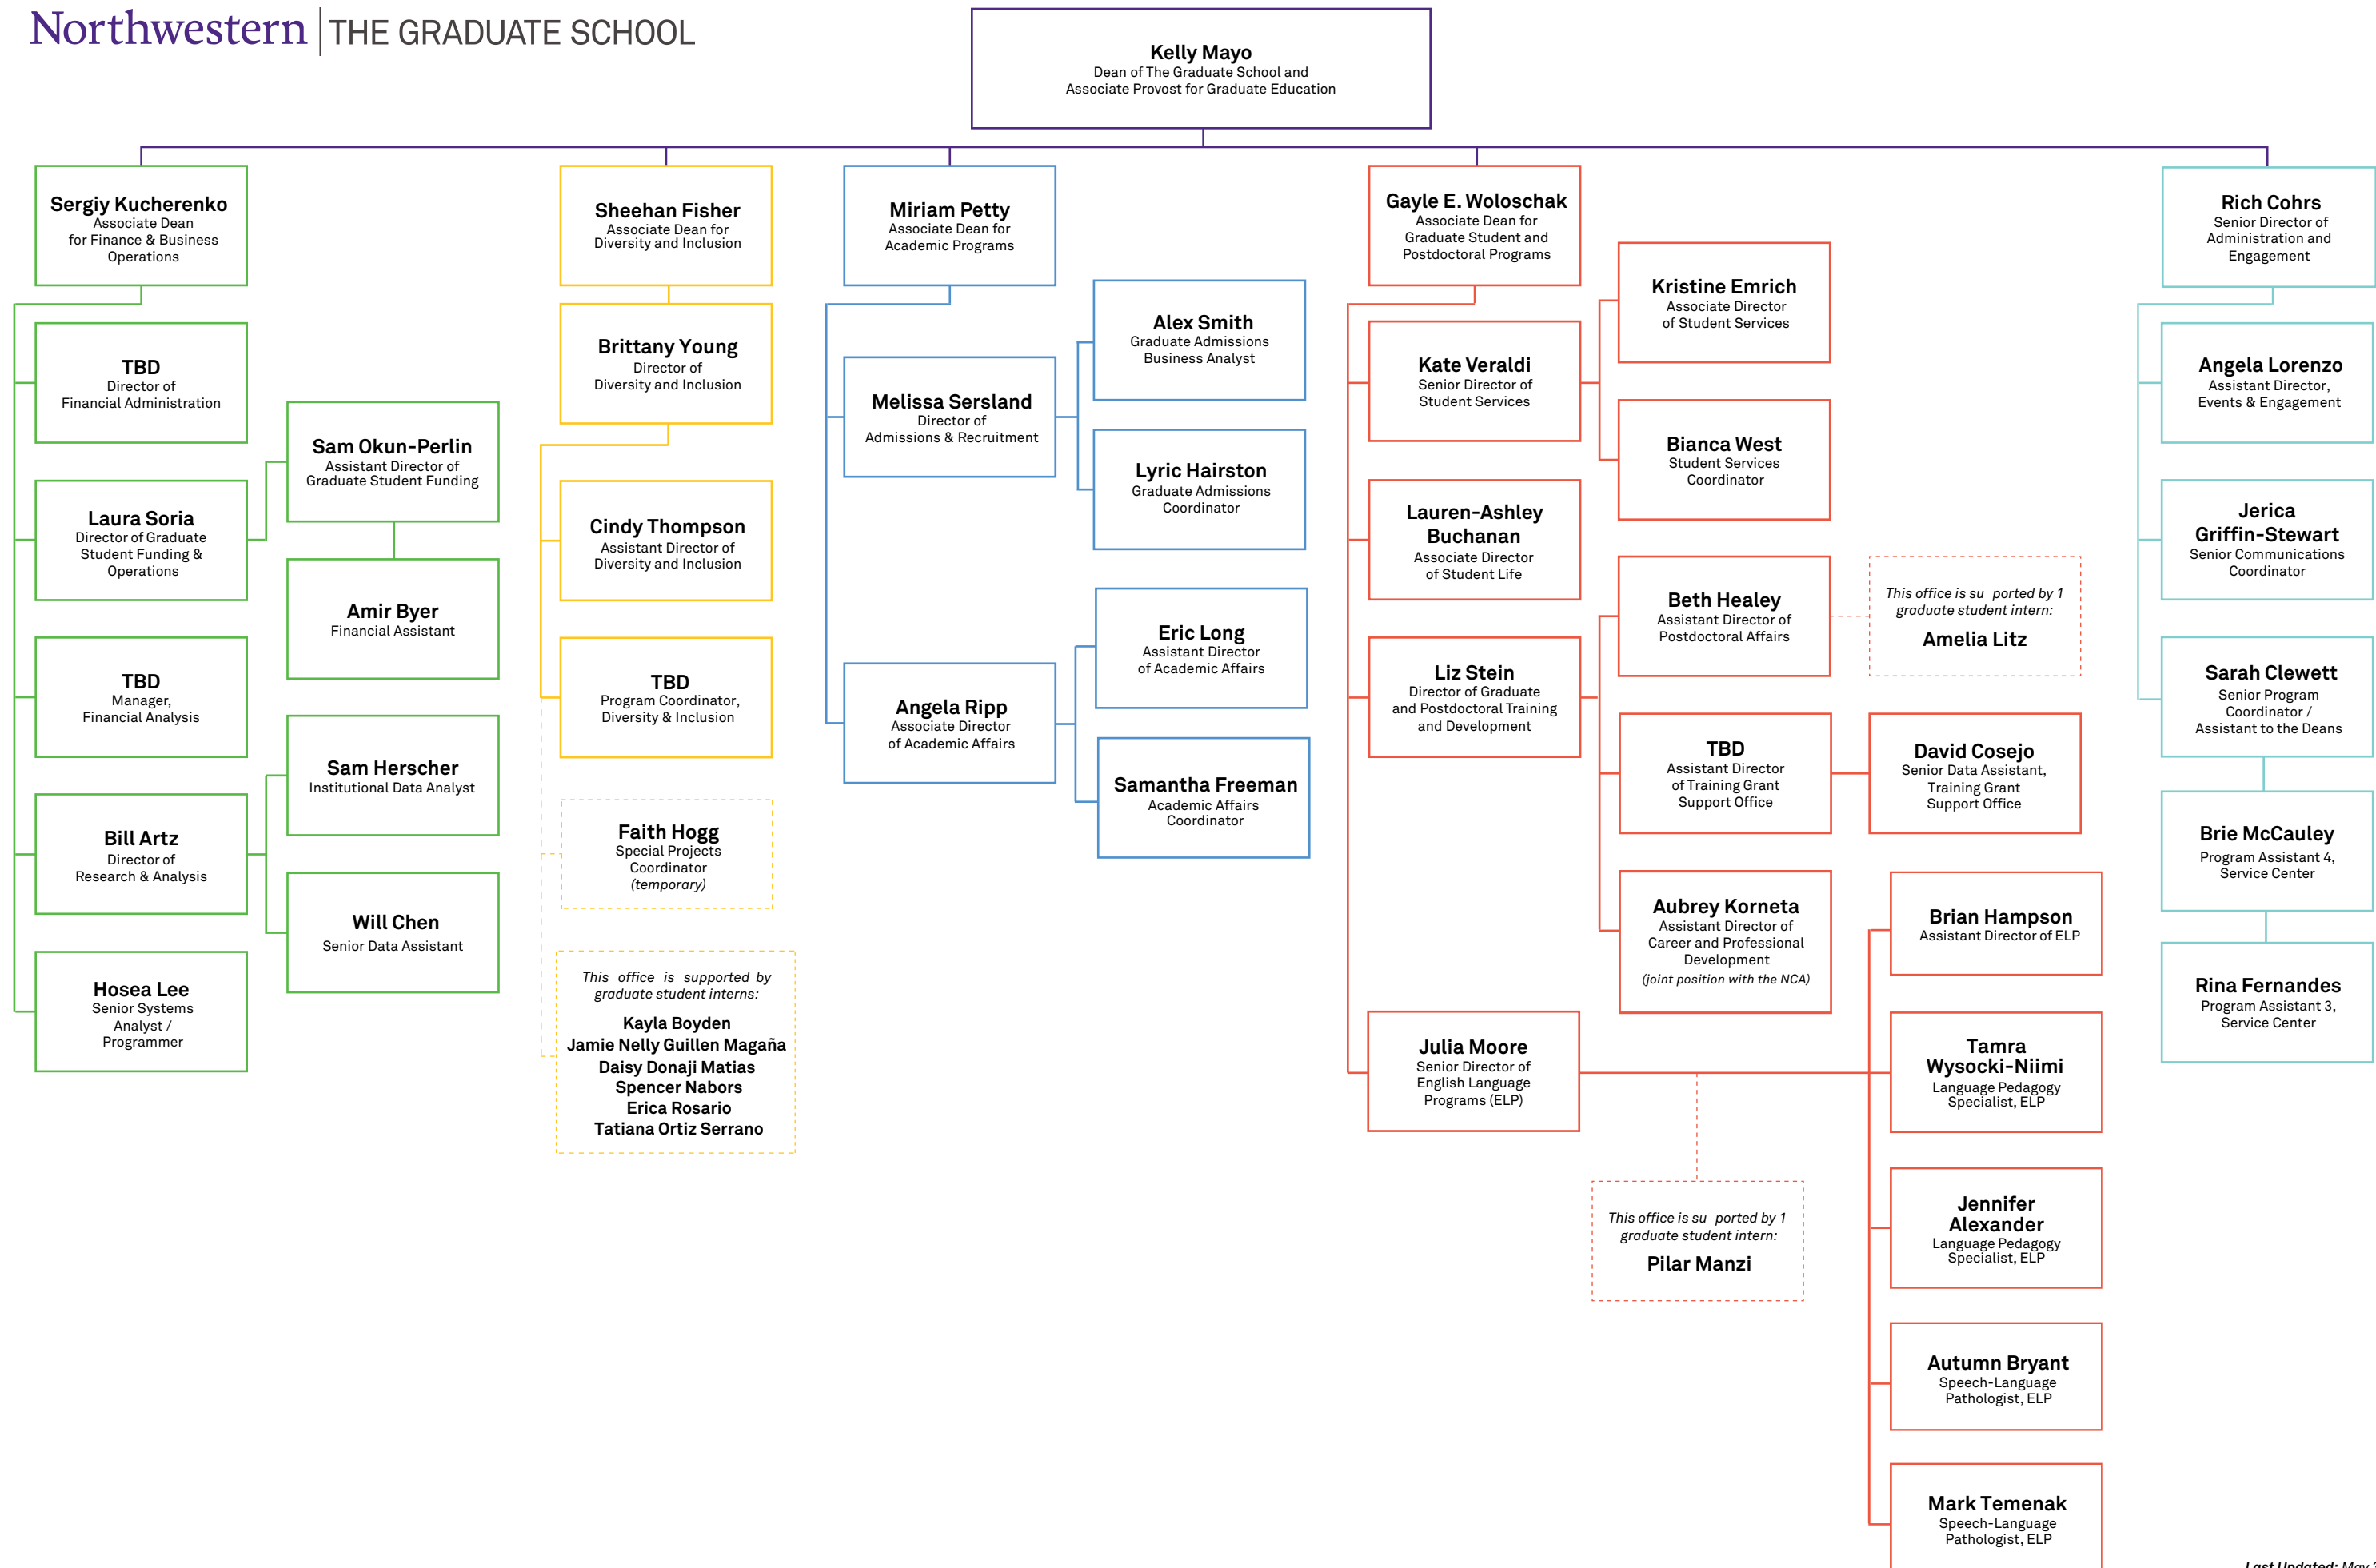 Northwestern | THE GRADUATE SCHOOL
Kelly Mayo
Dean of The Graduate School and
Associate Provost for Graduate Education
Sergiy Kucherenko
Associate Dean
for Finance & Business
Operations
TBD
Director of
Financial Administration
Laura Soria
Director of Graduate
Student Funding &
Operations
Sam Okun-Perlin
Assistant Director of
Graduate Student Funding
Amir Byer
Financial Assistant
TBD
Manager,
Financial Analysis
Bill Artz
Director of
Research & Analysis
Sam Herscher
Institutional Data Analyst
Will Chen
Senior Data Assistant
Hosea Lee
Senior Systems
Analyst /
Programmer
Sheehan Fisher
Associate Dean for
Diversity and Inclusion
Brittany Young
Director of
Diversity and Inclusion
Cindy Thompson
Assistant Director of
Diversity and Inclusion
TBD
Program Coordinator,
Diversity & Inclusion
Faith Hogg
Special Projects
Coordinator
(temporary)
This office is supported by
graduate student interns:
Kayla Boyden
Jamie Nelly Guillen Magaña
Daisy Donaji Matias
Spencer Nabors
Erica Rosario
Tatiana Ortiz Serrano
Miriam Petty
Associate Dean for
Academic Programs
Melissa Sersland
Director of
Admissions & Recruitment
Alex Smith
Graduate Admissions
Business Analyst
Lyric Hairston
Graduate Admissions
Coordinator
Angela Ripp
Associate Director
of Academic Affairs
Eric Long
Assistant Director
of Academic Affairs
Samantha Freeman
Academic Affairs
Coordinator
Gayle E. Woloschak
Associate Dean for
Graduate Student and
Postdoctoral Programs
Kate Veraldi
Senior Director of
Student Services
Kristine Emrich
Associate Director
of Student Services
Bianca West
Student Services
Coordinator
Lauren-Ashley
Buchanan
Associate Director
of Student Life
Liz Stein
Director of Graduate
and Postdoctoral Training
and Development
Beth Healey
Assistant Director of
Postdoctoral Affairs
This office is su ported by 1
graduate student intern:
Amelia Litz
TBD
Assistant Director
of Training Grant
Support Office
David Cosejo
Senior Data Assistant,
Training Grant
Support Office
Aubrey Korneta
Assistant Director of
Career and Professional
Development
(joint position with the NCA)
Julia Moore
Senior Director of
English Language
Programs (ELP)
This office is su ported by 1
graduate student intern:
Pilar Manzi
Brian Hampson
Assistant Director of ELP
Tamra
Wysocki-Niimi
Language Pedagogy
Specialist, ELP
Jennifer
Alexander
Language Pedagogy
Specialist, ELP
Autumn Bryant
Speech-Language
Pathologist, ELP
Mark Temenak
Speech-Language
Pathologist, ELP
Rich Cohrs
Senior Director of
Administration and
Engagement
Angela Lorenzo
Assistant Director,
Events & Engagement
Jerica
Griffin-Stewart
Senior Communications
Coordinator
Sarah Clewett
Senior Program
Coordinator /
Assistant to the Deans
Brie McCauley
Program Assistant 4,
Service Center
Rina Fernandes
Program Assistant 3,
Service Center
Last Updated: May